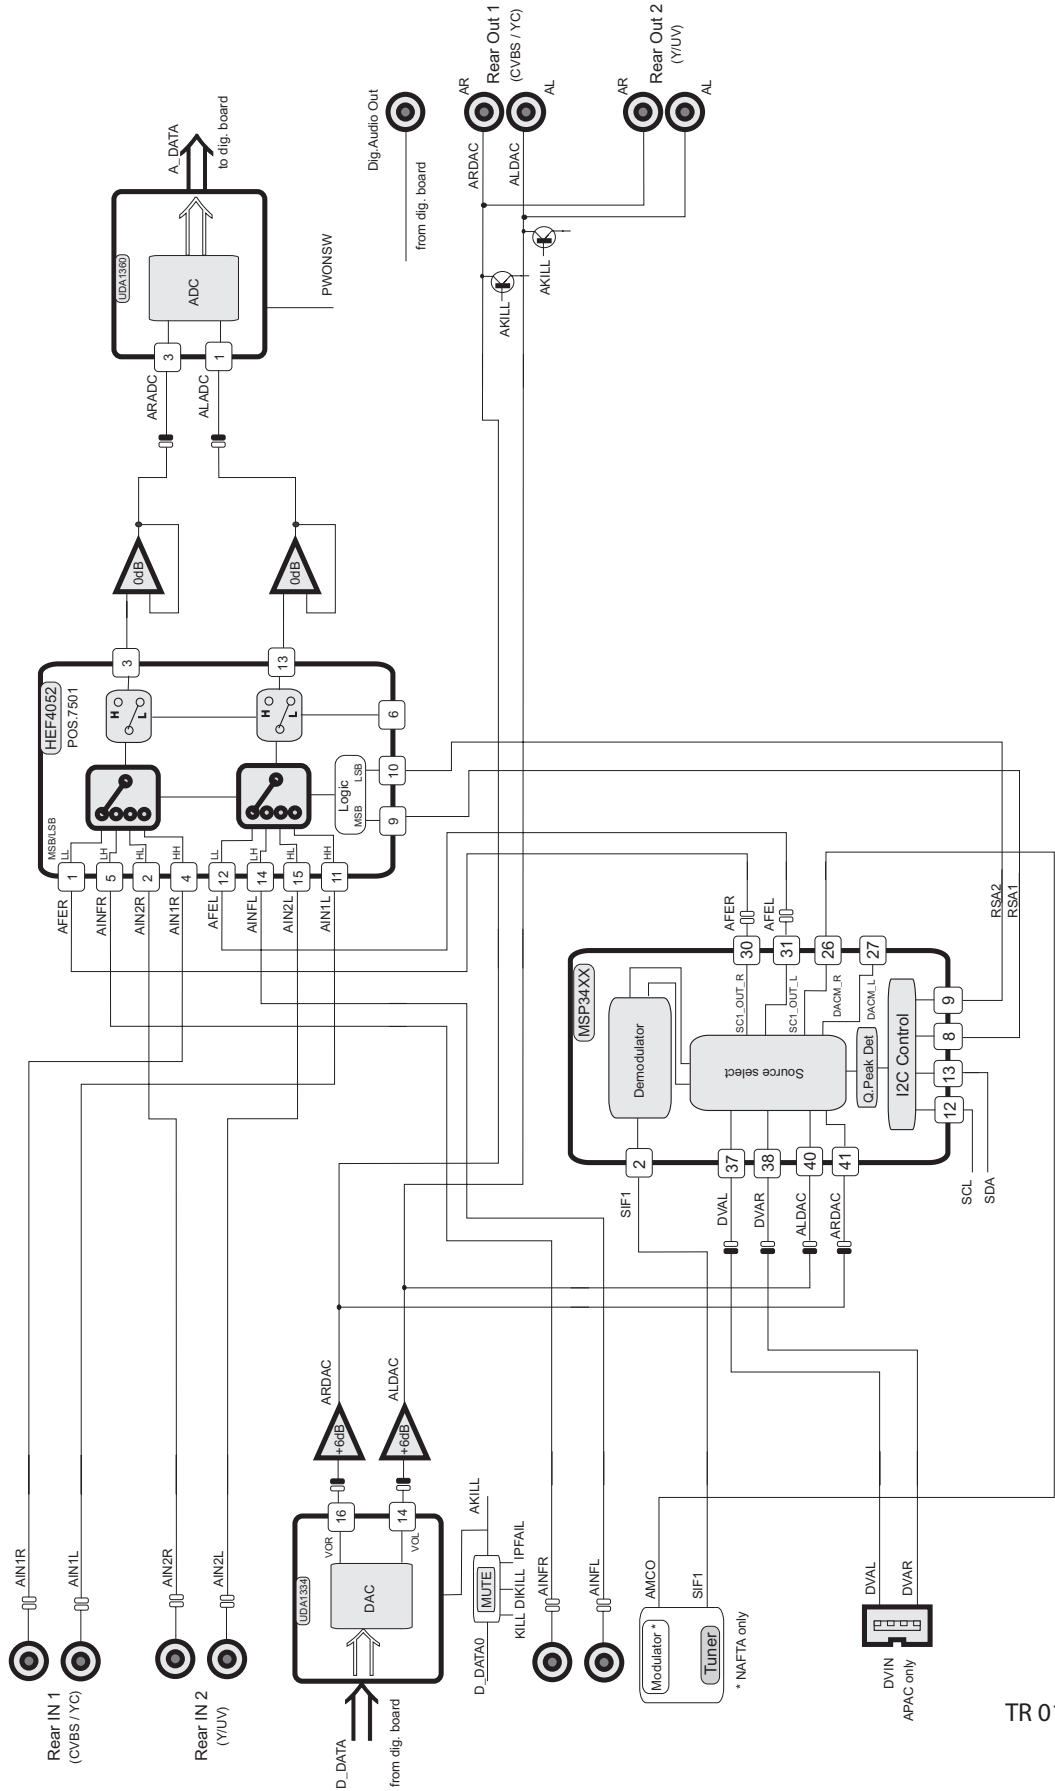 Rear IN 1
(CVBS / YC)
AIN1R
AIN1L
Rear IN 2
(Y/UV)
AIN2R
AIN2L
D_DATA
from dig. board
UDA1334
DAC
VOR
VOL
16
14
+6dB
+6dB
ARDAC
ALDAC
D_DATA0
MUTE
AKILL
KILL
DIKILL
IPFAIL
AINFR
AINFL
Modulator *
Tuner
* NAFTA only
AMCO
SIF1
DVIN
APAC only
DVAL
DVAR
HEF4052
POS.7501
MSB/LSB
AFER
1
LL
AINFR
5
LH
AIN2R
2
HL
AIN1R
4
HH
AFEL
12
LL
AINFL
14
LH
AIN2L
15
HL
AIN1L
11
HH
H
L
H
L
Logic
MSB
LSB
9
10
6
3
13
0dB
0dB
ARADC
ALADC
3
1
UDA1360
ADC
PWONSW
A_DATA
to dig. board
Dig.Audio Out
from dig. board
Rear Out 1
(CVBS / YC)
AR
AL
ARDAC
ALDAC
Rear Out 2
(Y/UV)
AR
AL
AKILL
AKILL
MSP34XX
Demodulator
Source select
Q.Peak Det
I2C Control
SIF1
2
DVAL
37
DVAR
38
ALDAC
40
ARDAC
41
AFER
30
SC1_OUT_R
AFEL
31
SC1_OUT_L
26
DACM_R
27
DACM_L
12
13
8
9
SCL
SDA
RSA2
RSA1